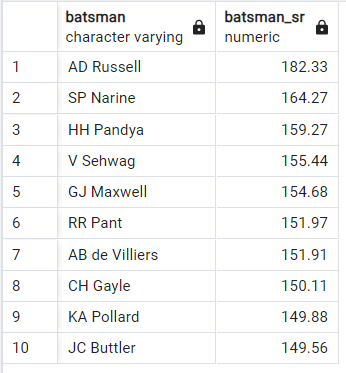 batsman batsman_sr
character varying numeric
1 AD Russell 182.33
2 SP Narine 164.27
3 HH Pandya 159.27
4 V Sehwag 155.44
5 GJ Maxwell 154.68
6 RR Pant 151.97
7 AB de Villiers 151.91
8 CH Gayle 150.11
9 KA Pollard 149.88
10 JC Buttler 149.56